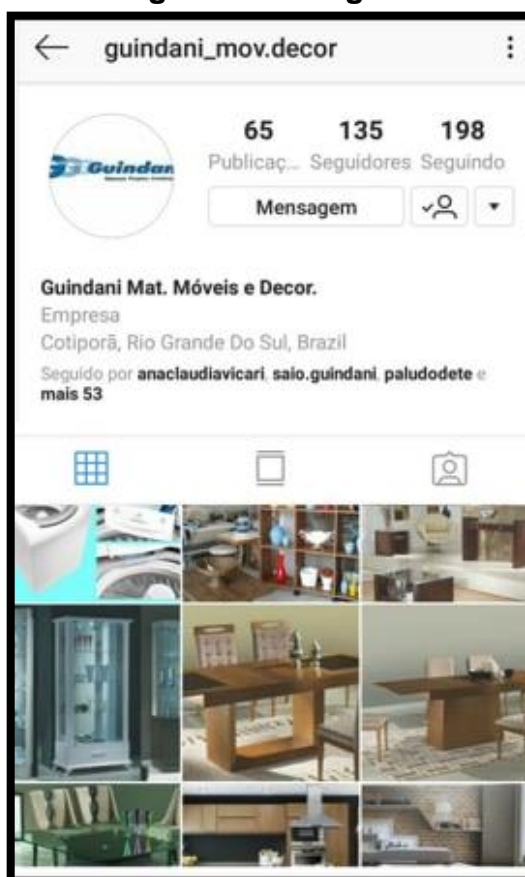 guindani_mov.decor
65 135 198
Publicaç... Seguidores Seguindo
Mensagem
Guindani Mat. Móveis e Decor.
Empresa
Cotiporã, Rio Grande Do Sul, Brazil
Seguido por anaclaudiavicari, saio.guindani, paludodete e
mais 53